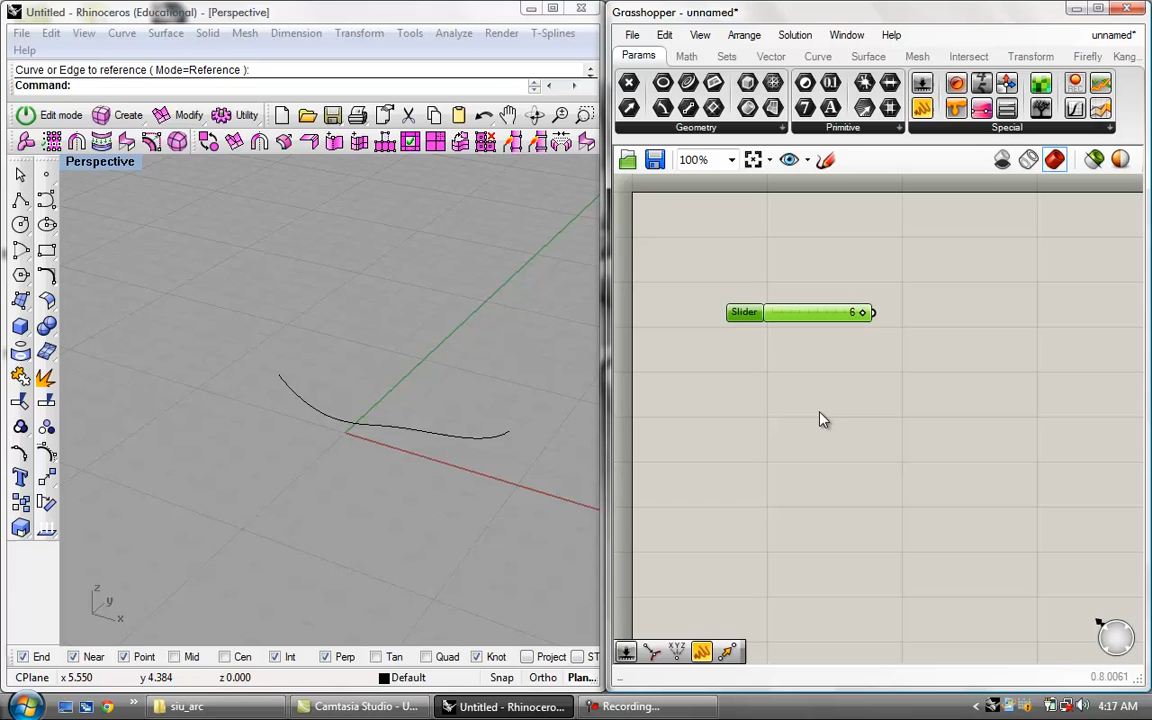 Untitled - Rhinoceros (Educational) - [Perspective]
File Edit View Curve Surface Solid Mesh Dimension Transform Tools Analyze Render T-Splines
Help
Curve or Edge to reference ( Mode=Reference ):
Command:
Edit mode Create Modify Utility
Perspective
z
y
x
End Near Point Mid Cen Int Perp Tan Quad Knot Project ST
CPlane x 5.550 y 4.384 z 0.000 Default Snap Ortho Plan...
Grasshopper - unnamed*
File Edit View Arrange Solution Window Help unnamed*
Params Math Sets Vector Curve Surface Mesh Intersect Transform Firefly Kang
Geometry Primitive Special
100%
Slider 6
0.8.0061
siu_arc Camtasia Studio - U... Untitled - Rhinocero... Recording... 4:17 AM